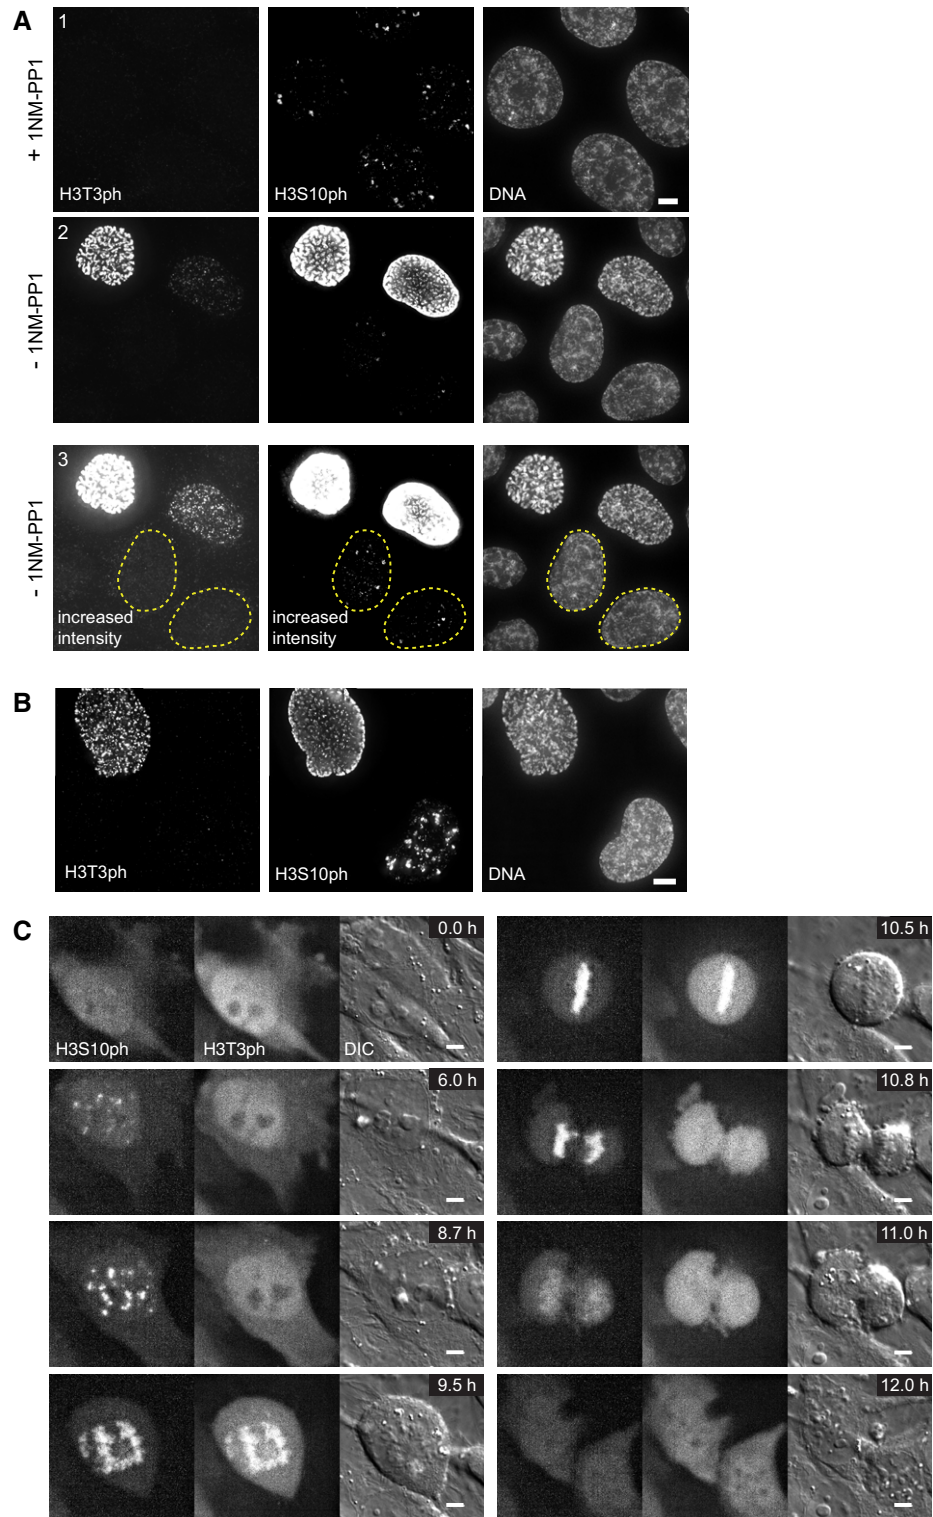 A
+ 1NM-PP1
1
H3T3ph
H3S10ph
DNA
- 1NM-PP1
2
- 1NM-PP1
3
increased
intensity
increased
intensity
B
H3T3ph
H3S10ph
DNA
C
0.0 h
H3S10ph
H3T3ph
DIC
6.0 h
8.7 h
9.5 h
10.5 h
10.8 h
11.0 h
12.0 h